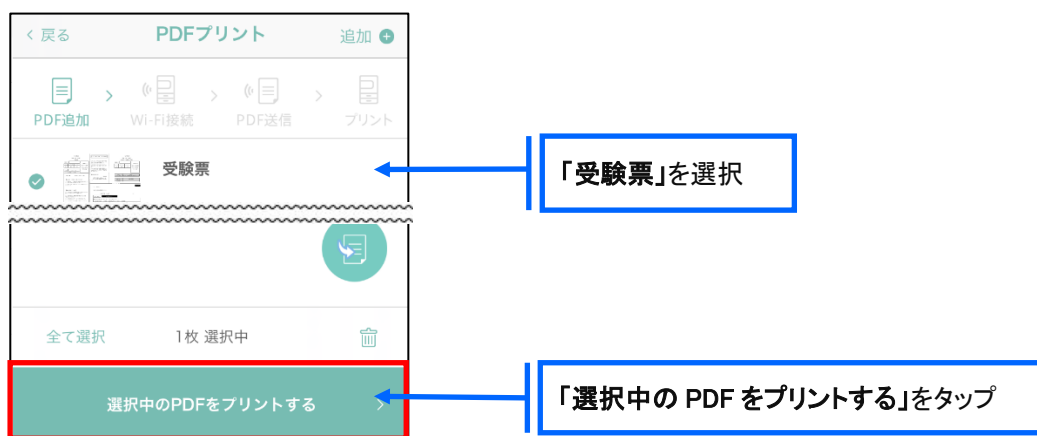 < 戻る PDFプリント 追加
PDF追加 > Wi-Fi接続 > PDF送信 > プリント
受験票
「受験票」を選択
全て選択 1枚 選択中
選択中のPDFをプリントする >
「選択中の PDF をプリントする」をタップ